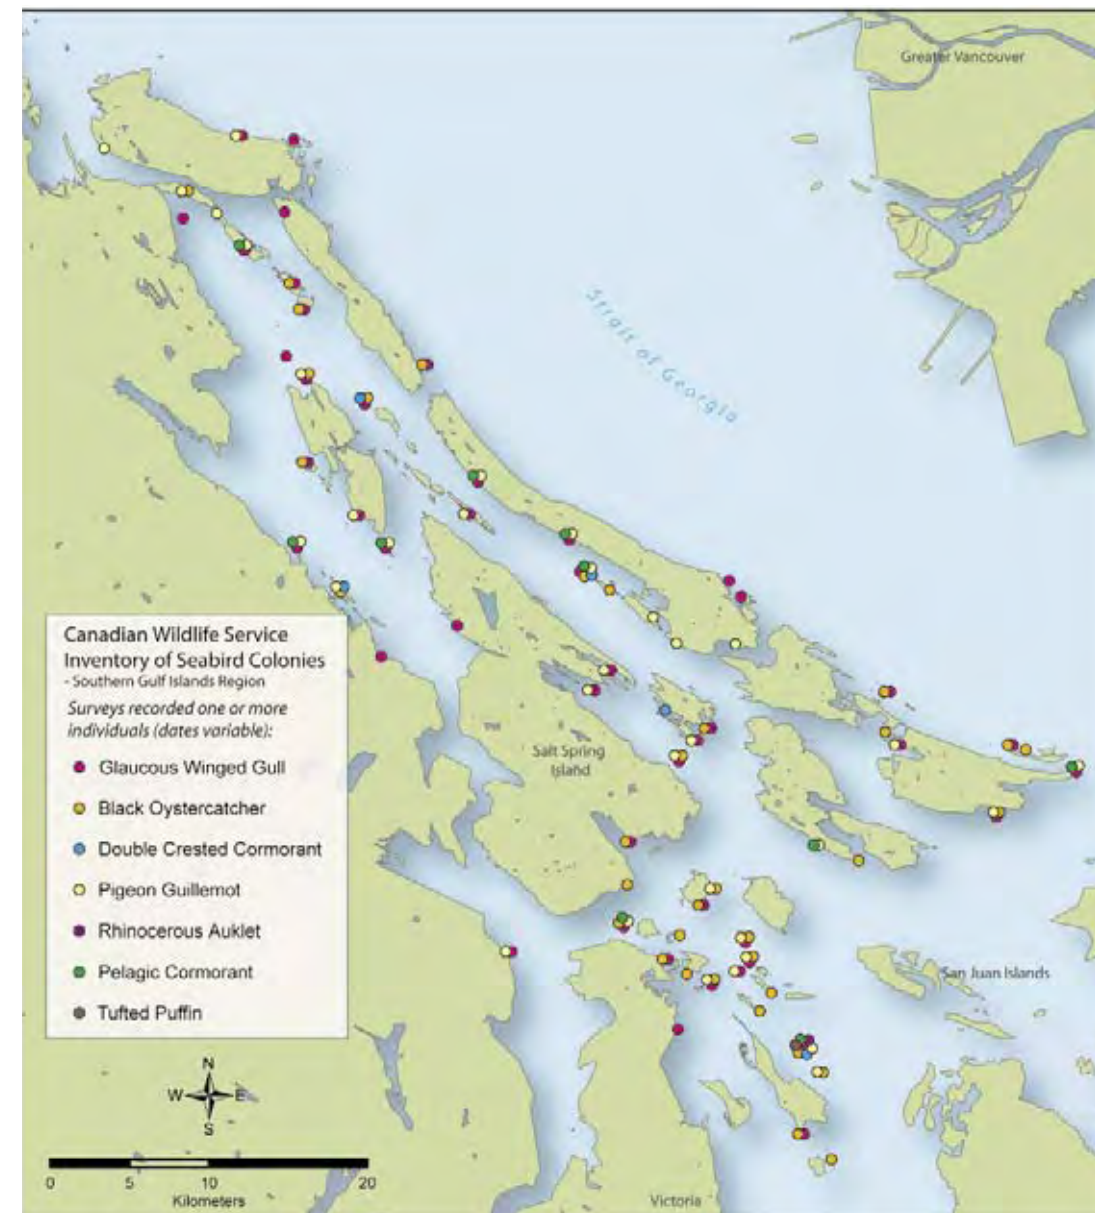 Greater Vancouver
Strait of Georgia
Canadian Wildlife Service
Inventory of Seabird Colonies
- Southern Gulf Islands Region
Surveys recorded one or more
individuals (dates variable):
Glaucous Winged Gull
Black Oystercatcher
Double Crested Cormorant
Pigeon Guillemot
Rhinocerous Auklet
Pelagic Cormorant
Tufted Puffin
Salt Spring
Island
San Juan Islands
N
W E
S
0 5 10 20
Kilometers
Victoria